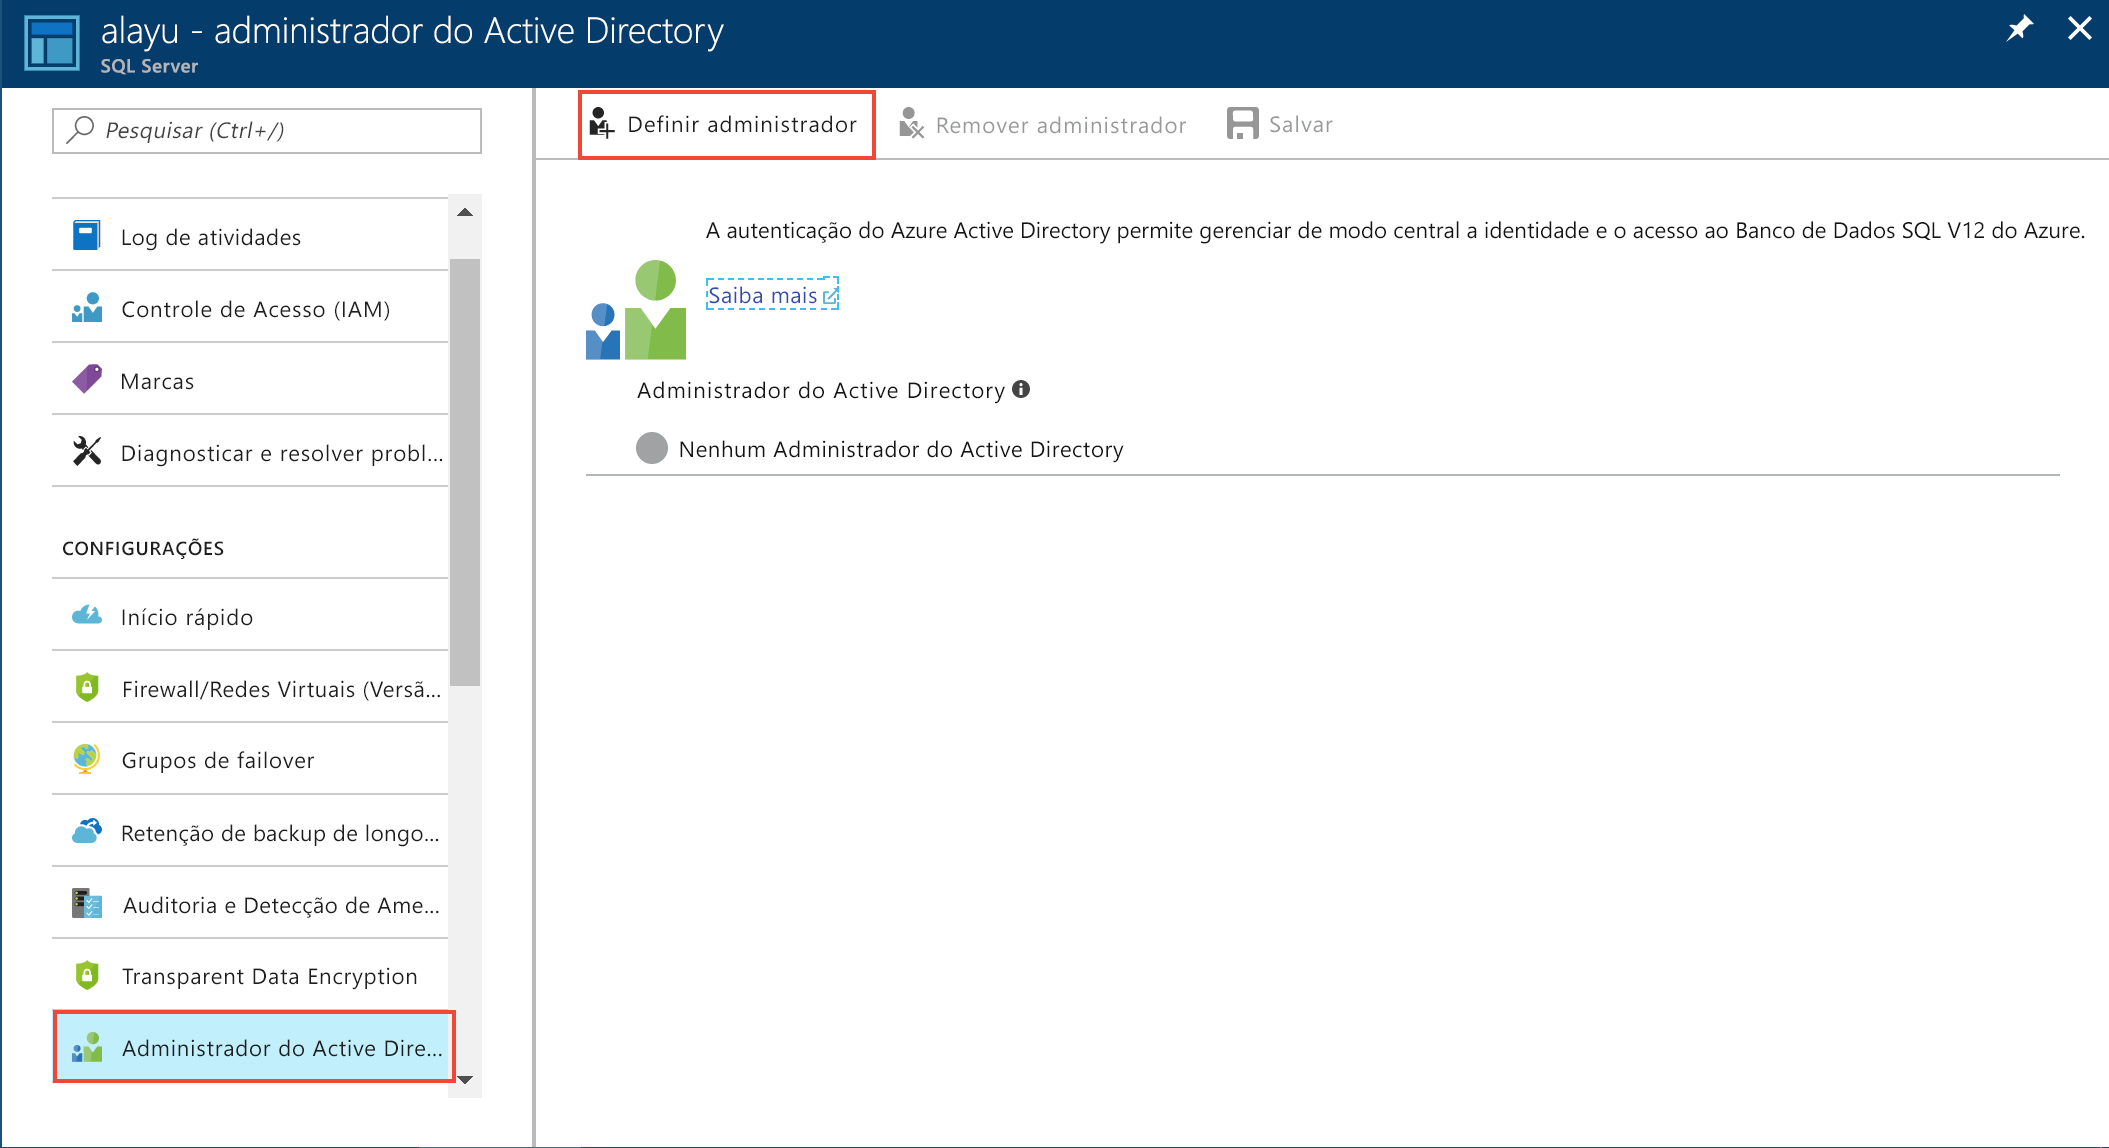 alayu - administrador do Active Directory
SQL Server
Pesquisar (Ctrl+/)
Log de atividades
Controle de Acesso (IAM)
Marcas
Diagnosticar e resolver probl...
CONFIGURAÇÕES
Início rápido
Firewall/Redes Virtuais (Versã...
Grupos de failover
Retenção de backup de longo...
Auditoria e Detecção de Ame...
Transparent Data Encryption
Administrador do Active Dire...
Definir administrador
Remover administrador
Salvar
A autenticação do Azure Active Directory permite gerenciar de modo central a identidade e o acesso ao Banco de Dados SQL V12 do Azure.
Saiba mais
Administrador do Active Directory
Nenhum Administrador do Active Directory